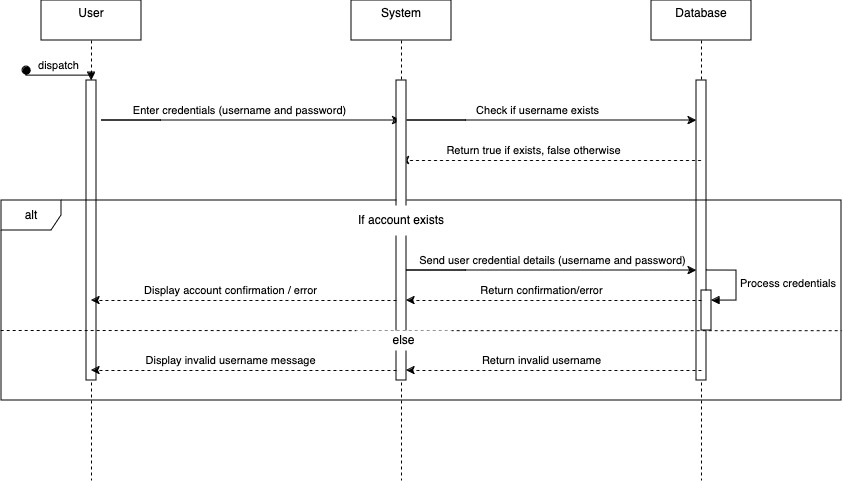 User
System
Database
dispatch
Enter credentials (username and password)
Check if username exists
Return true if exists, false otherwise
alt
If account exists
Send user credential details (username and password)
Process credentials
Display account confirmation / error
Return confirmation/error
else
Display invalid username message
Return invalid username